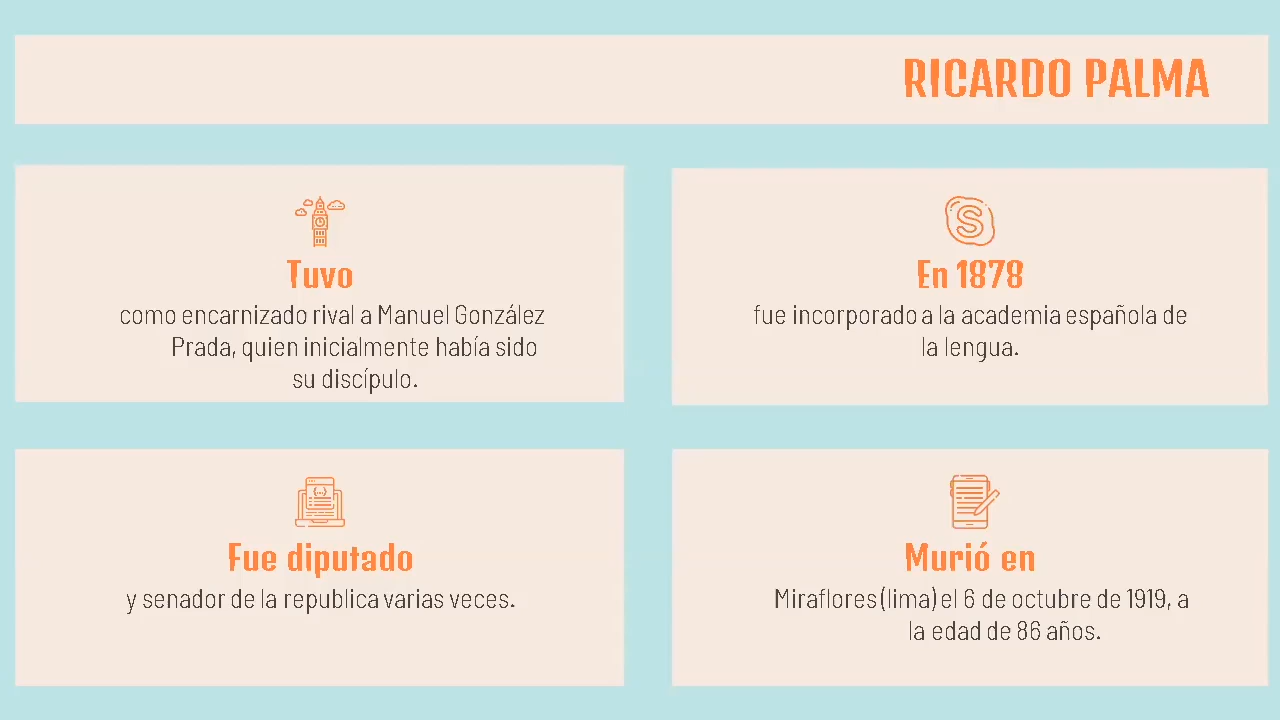 RICARDO PALMA
Tuvo
como encarnizado rival a Manuel González
Prada, quien inicialmente había sido
su discípulo.
En 1878
fue incorporado a la academia española de
la lengua.
Fue diputado
y senador de la republica varias veces.
Murió en
Miraflores (lima) el 6 de octubre de 1919, a
la edad de 86 años.